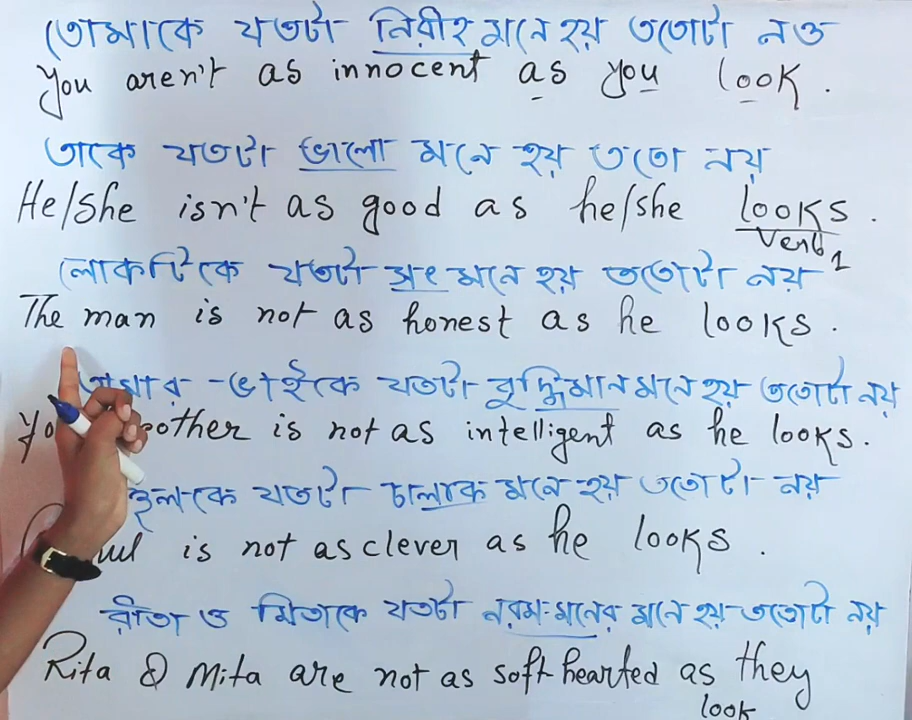 তোমাকে যতটা নিরীহ মনে হয় ততোটা নও
you aren't as innocent as you look.
তাকে যতটা ভালো মনে হয় ততো নয়
He/She isn't as good as he/she looks.
Verb 1
লোকটিকে যতটা সৎ মনে হয় ততোটা নয়
The man is not as honest as he looks.
ভাইকে যতটা বুদ্ধিমান মনে হয় ততোটা নয়
is not as intelligent as he looks.
যতটা চালাক মনে হয় ততোটা নয়
is not as clever as he looks.
রীতা ও মিতাকে যতটা নরম-মনের মনে হয় ততোটা নয়
Rita & Mita are not as soft hearted as they
look